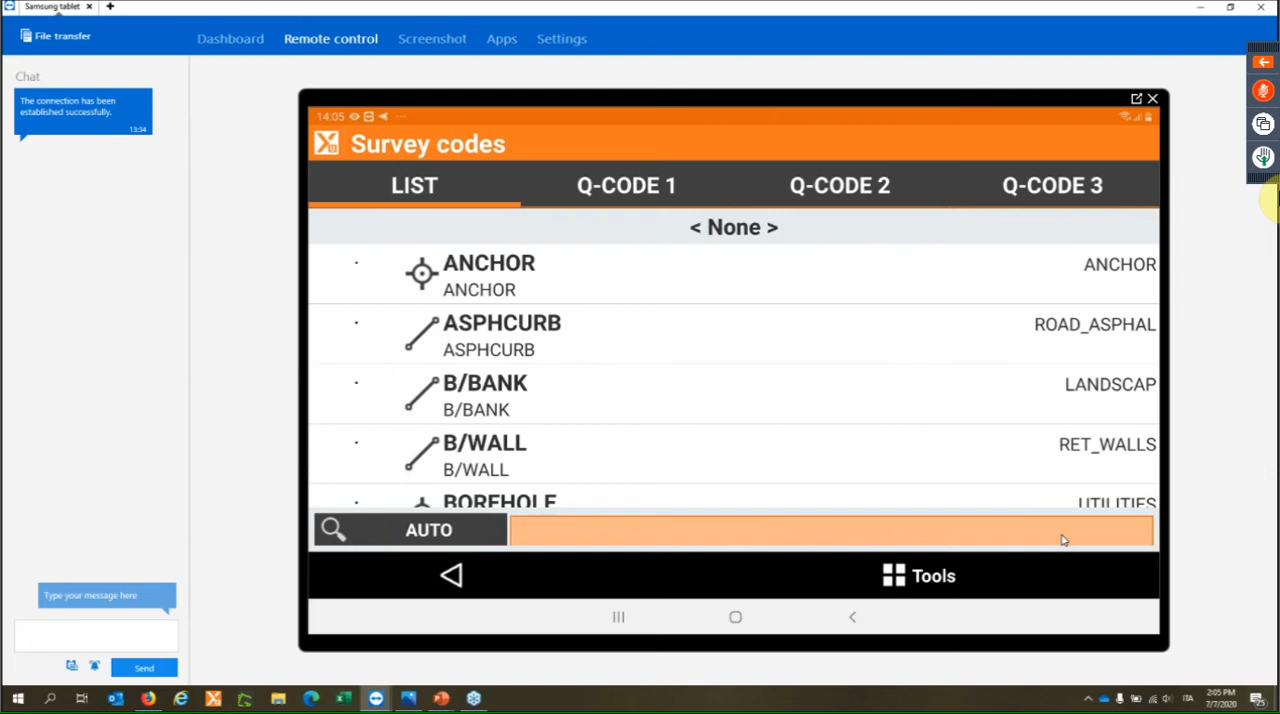 Samsung tablet
File transfer
Dashboard
Remote control
Screenshot
Apps
Settings
Chat
The connection has been
established successfully.
13:34
14:05
Survey codes
LIST
Q-CODE 1
Q-CODE 2
Q-CODE 3
< None >
ANCHOR
ANCHOR
ANCHOR
ASPHCURB
ASPHCURB
ROAD_ASPHAL
B/BANK
B/BANK
LANDSCAP
B/WALL
B/WALL
RET_WALLS
BOREHOLE
UTILITIES
AUTO
Tools
Type your message here
Send
ITA
2:05 PM
7/7/2020
25